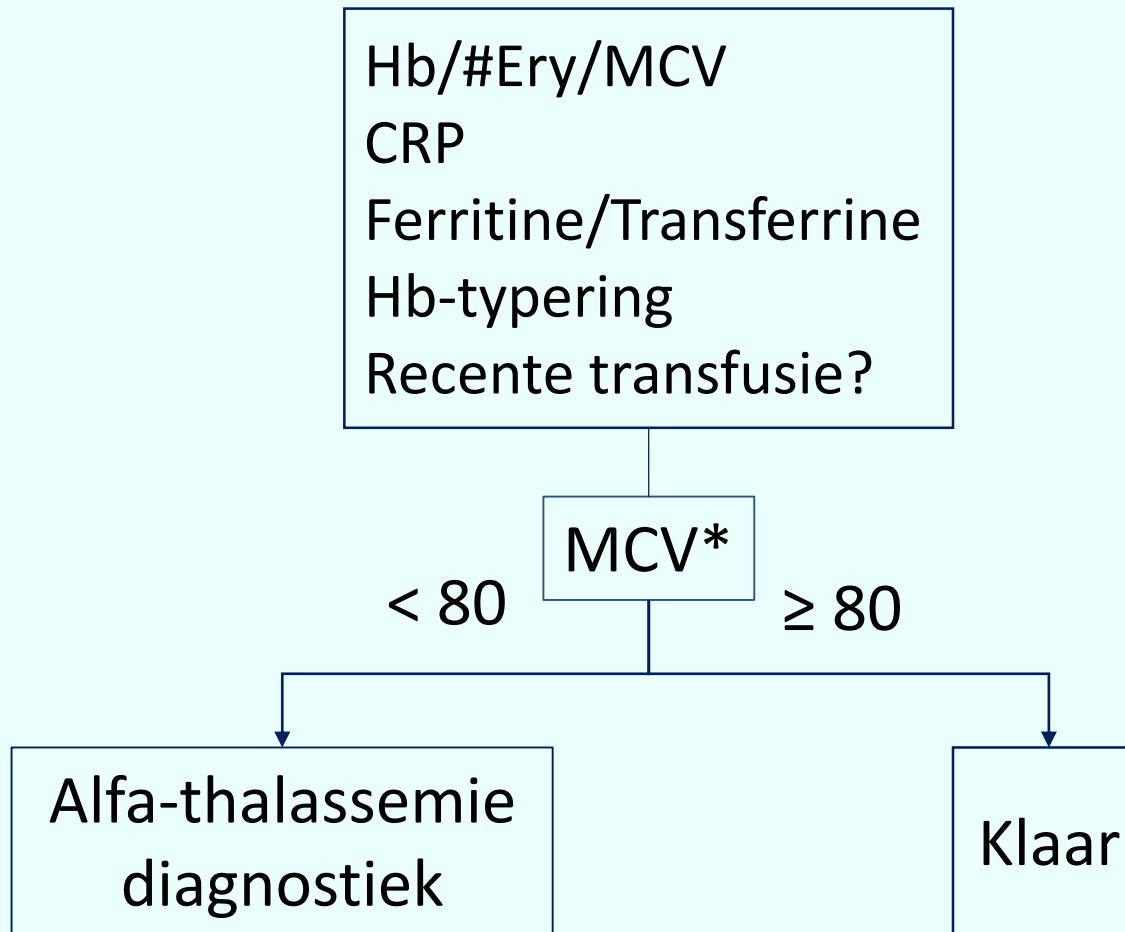 Hb/#Ery/MCV
CRP
Ferritine/Transferrine
Hb-typering
Recente transfusie?
MCV*
< 80
≥ 80
Alfa-thalassemie
diagnostiek
Klaar